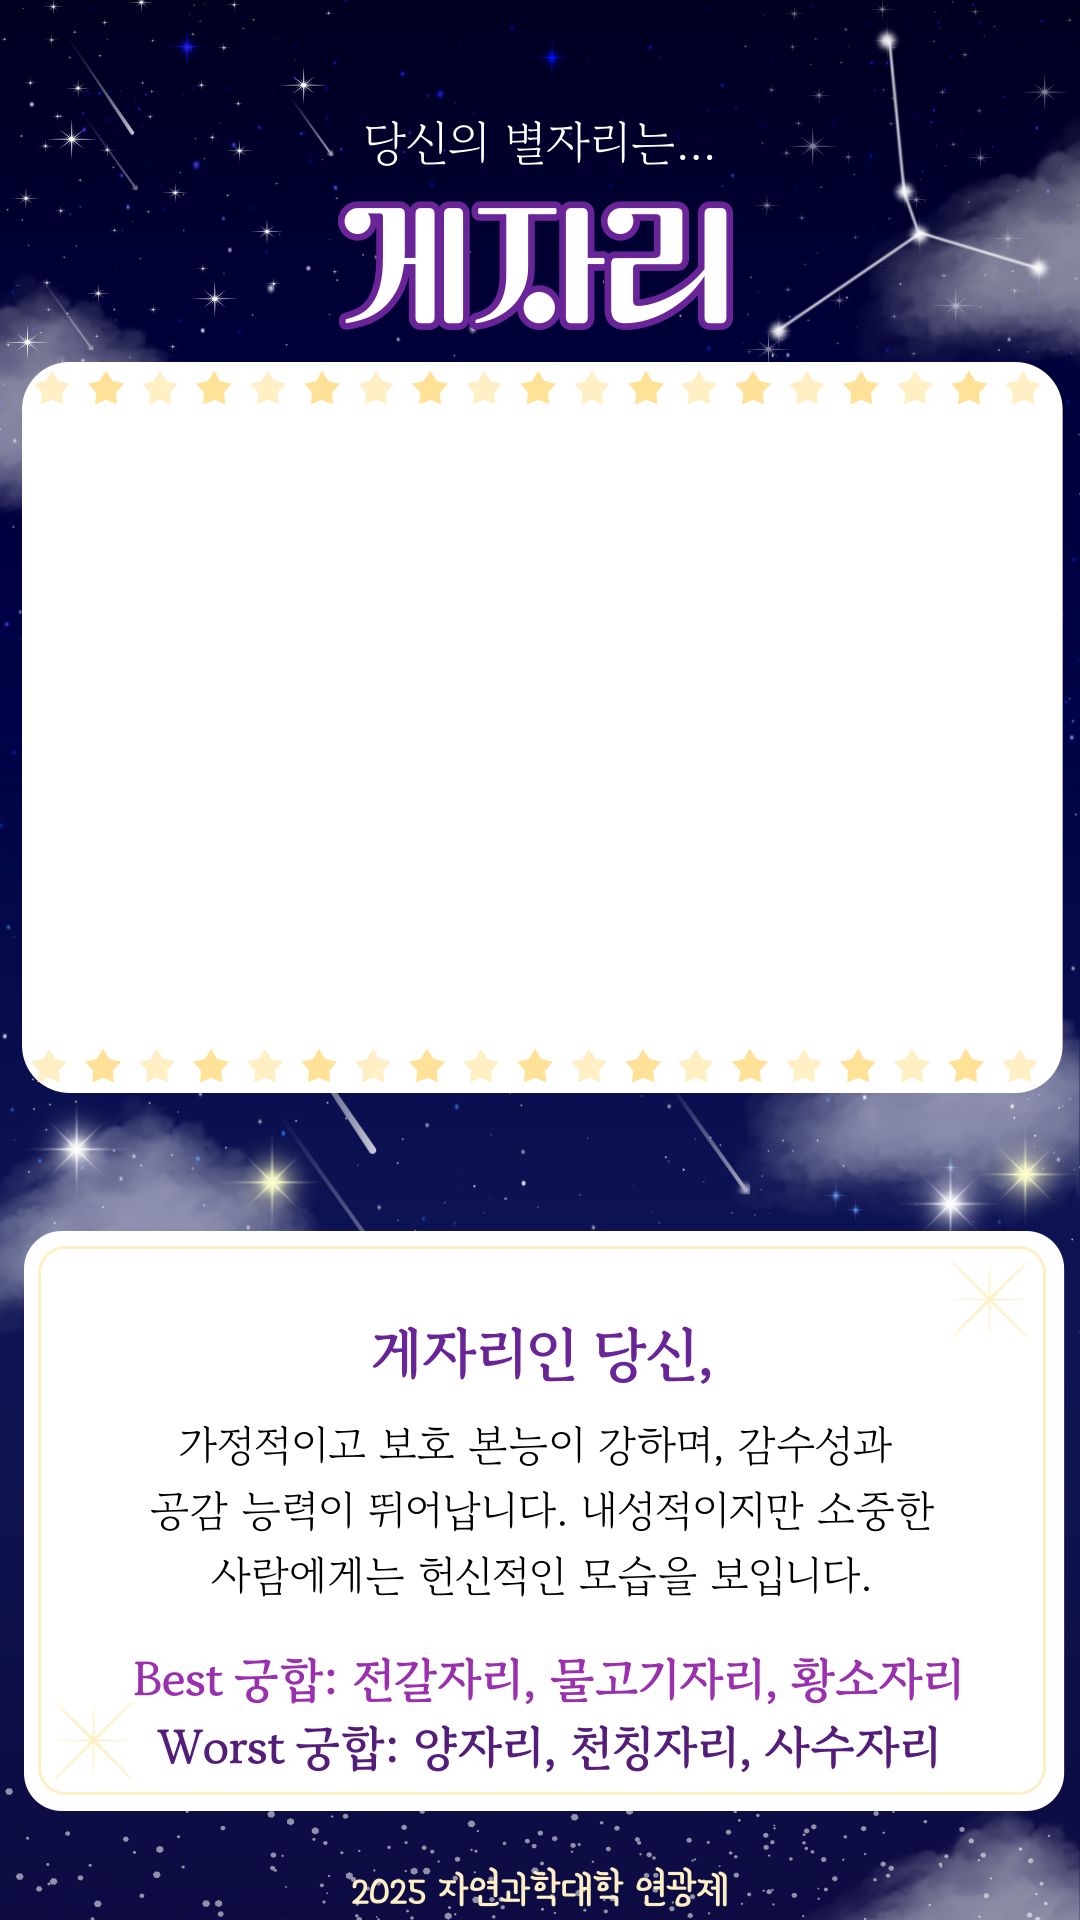 당신의 별자리는...
게자리
게자리인 당신,
가정적이고 보호 본능이 강하며, 감수성과
공감 능력이 뛰어납니다. 내성적이지만 소중한
사람에게는 헌신적인 모습을 보입니다.
Best 궁합: 전갈자리, 물고기자리, 황소자리
Worst 궁합: 양자리, 천칭자리, 사수자리
2025 자연과학대학 연광제